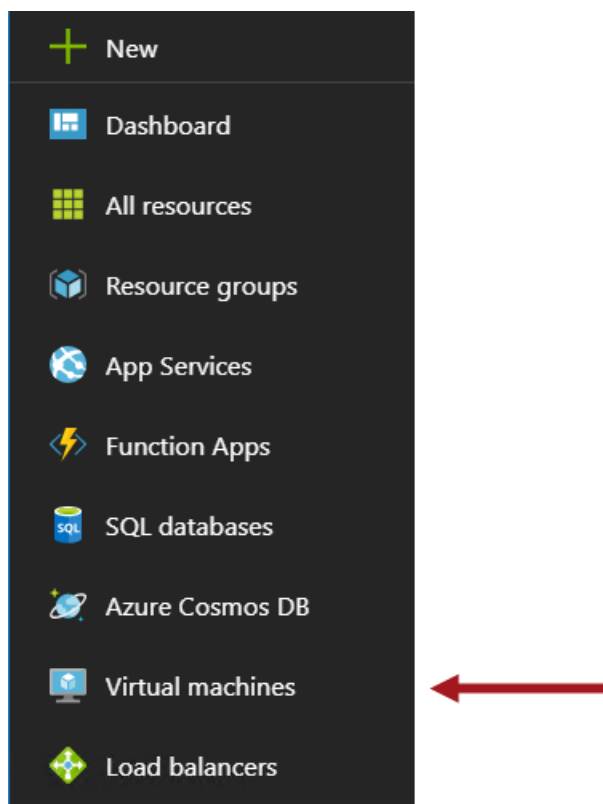 New
Dashboard
All resources
Resource groups
App Services
Function Apps
SQL
SQL databases
Azure Cosmos DB
Virtual machines
Load balancers